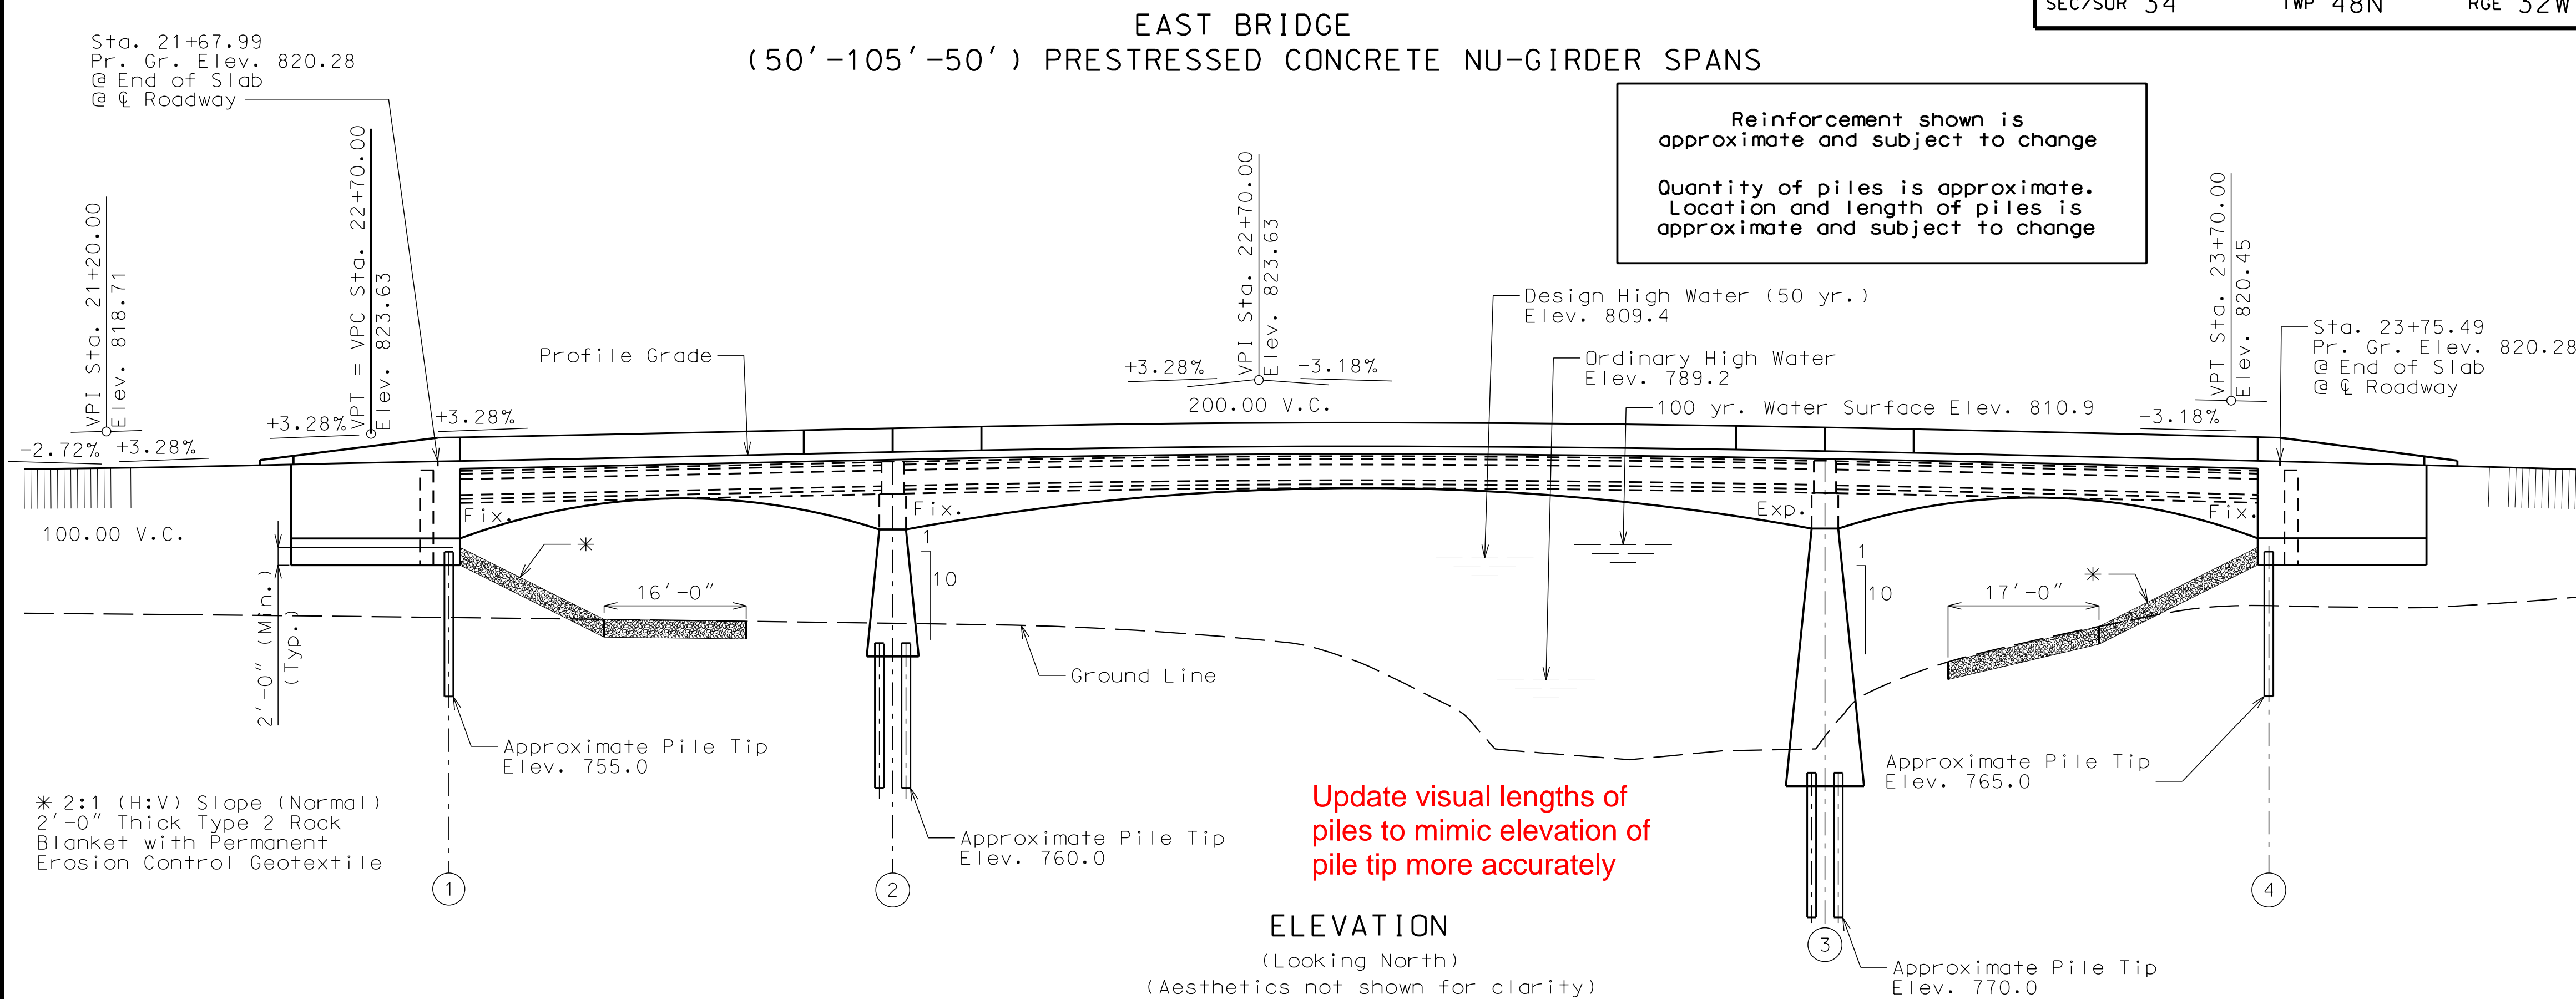 SEC/SUR 34 TWP 48N RGE 32W
EAST BRIDGE
(50'-105'-50') PRESTRESSED CONCRETE NU-GIRDER SPANS
Sta. 21+67.99
Pr. Gr. Elev. 820.28
@ End of Slab
@ ℄ Roadway
Reinforcement shown is
approximate and subject to change
Quantity of piles is approximate.
Location and length of piles is
approximate and subject to change
VPI Sta. 21+20.00
Elev. 818.71
-2.72%
+3.28%
100.00 V.C.
VPT = VPC Sta. 22+70.00
Elev. 823.63
+3.28%
+3.28%
Profile Grade
VPI Sta. 22+70.00
Elev. 823.63
+3.28%
-3.18%
200.00 V.C.
Design High Water (50 yr.)
Elev. 809.4
Ordinary High Water
Elev. 789.2
100 yr. Water Surface Elev. 810.9
VPT Sta. 23+70.00
Elev. 820.45
-3.18%
Sta. 23+75.49
Pr. Gr. Elev. 820.28
@ End of Slab
@ ℄ Roadway
Fix.
Fix.
Exp.
Fix.
*
16'-0"
1
10
1
10
*
17'-0"
2'-0" (Min.)
(Typ.)
Ground Line
Approximate Pile Tip
Elev. 755.0
Approximate Pile Tip
Elev. 760.0
Approximate Pile Tip
Elev. 765.0
Approximate Pile Tip
Elev. 770.0
* 2:1 (H:V) Slope (Normal)
2'-0" Thick Type 2 Rock
Blanket with Permanent
Erosion Control Geotextile
Update visual lengths of
piles to mimic elevation of
pile tip more accurately
1
2
3
4
ELEVATION
(Looking North)
(Aesthetics not shown for clarity)